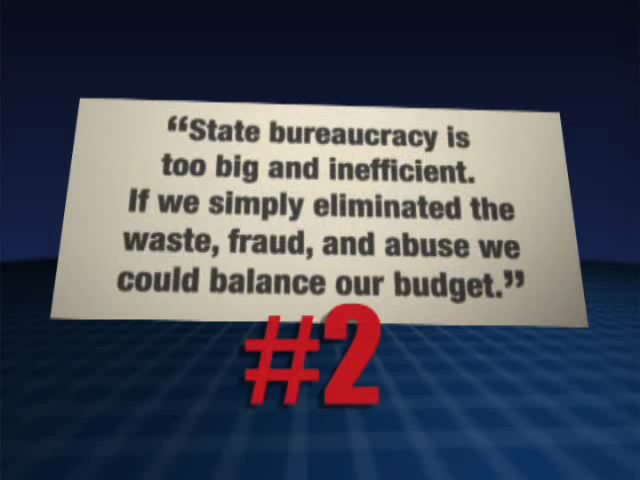 “State bureaucracy is
too big and inefficient.
If we simply eliminated the
waste, fraud, and abuse we
could balance our budget.”
#2